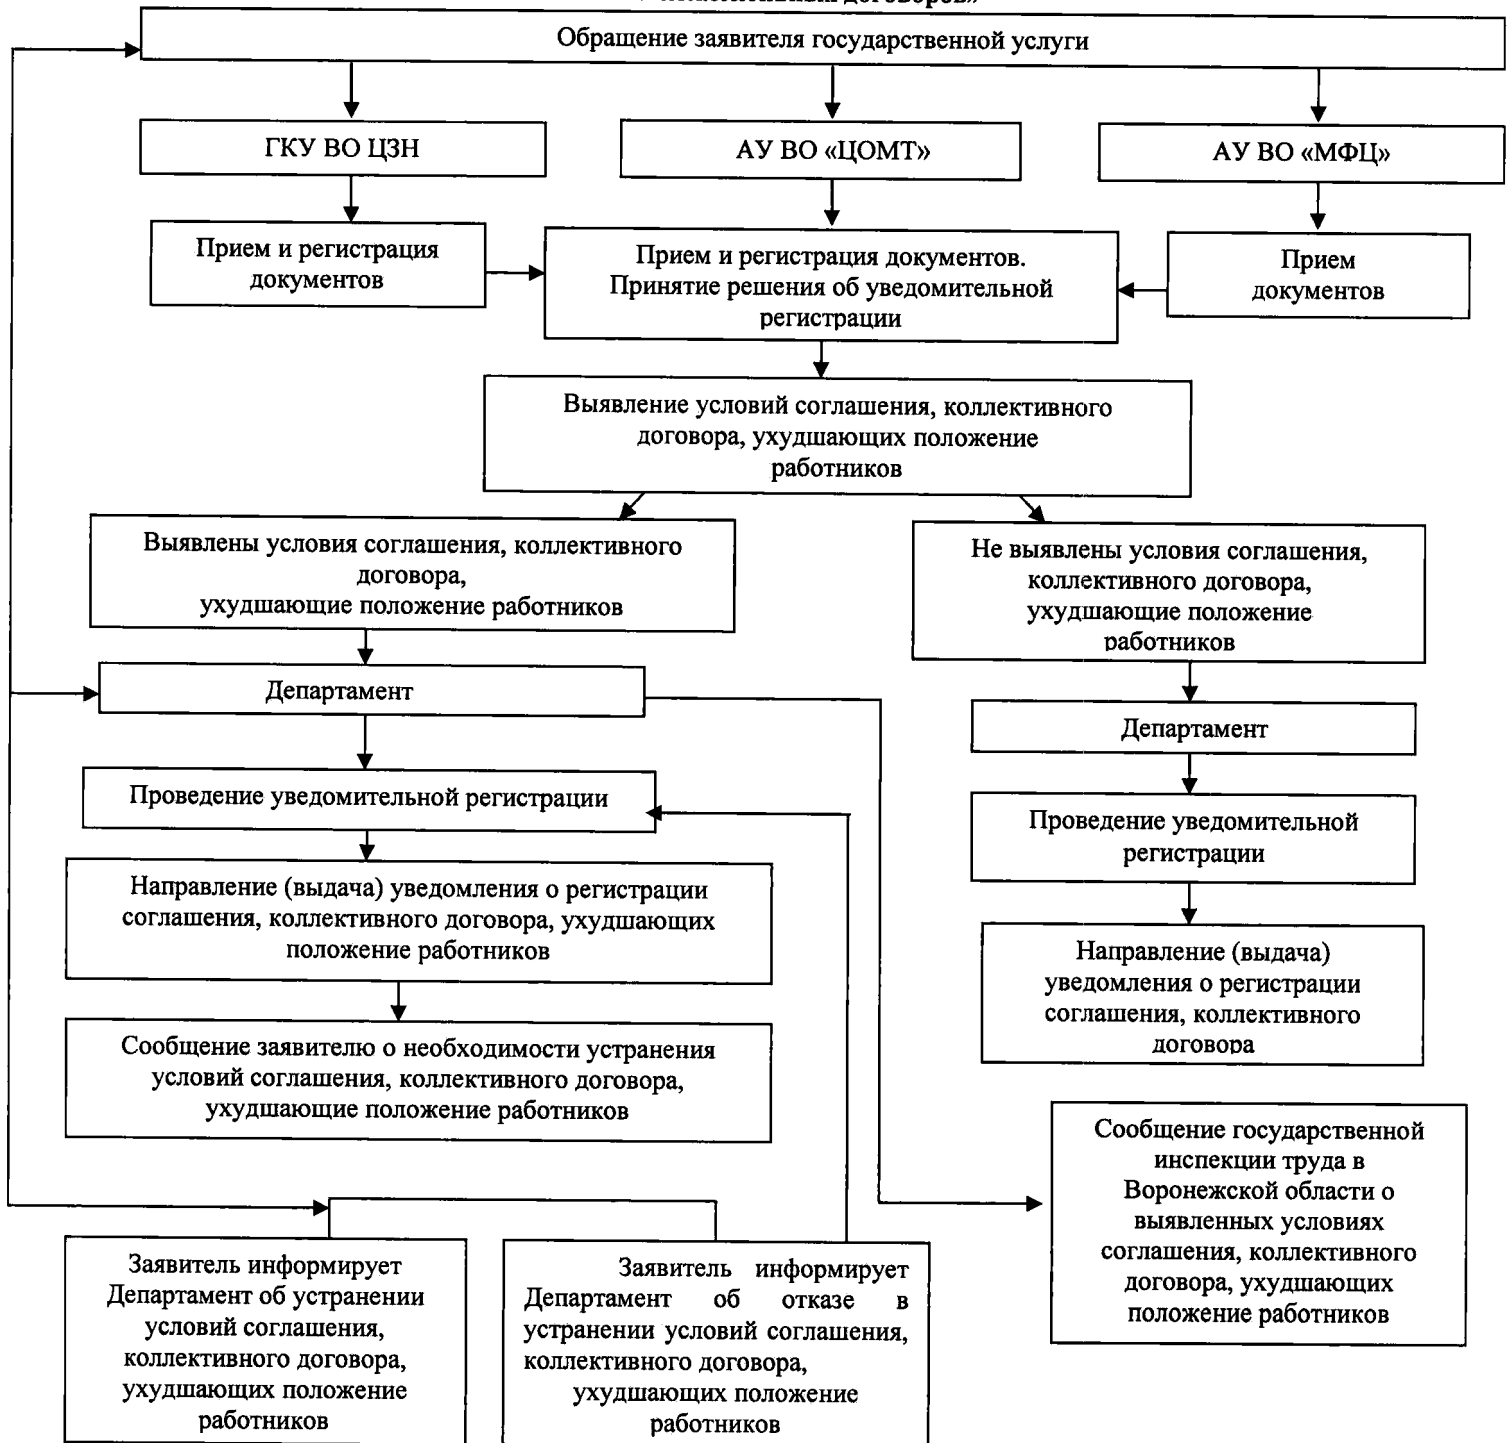 договоров»
Обращение заявителя государственной услуги
ГКУ ВО ЦЗН
АУ ВО «ЦОМТ»
АУ ВО «МФЦ»
Прием и регистрация
документов
Прием и регистрация документов.
Принятие решения об уведомительной
регистрации
Прием
документов
Выявление условий соглашения, коллективного
договора, ухудшающих положение
работников
Выявлены условия соглашения, коллективного
договора,
ухудшающие положение работников
Не выявлены условия соглашения,
коллективного договора,
ухудшающие положение
работников
Департамент
Департамент
Проведение уведомительной регистрации
Проведение уведомительной
регистрации
Направление (выдача) уведомления о регистрации
соглашения, коллективного договора, ухудшающих
положение работников
Направление (выдача)
уведомления о регистрации
соглашения, коллективного
договора
Сообщение заявителю о необходимости устранения
условий соглашения, коллективного договора,
ухудшающие положение работников
Сообщение государственной
инспекции труда в
Воронежской области о
выявленных условиях
соглашения, коллективного
договора, ухудшающих
положение работников
Заявитель информирует
Департамент об устранении
условий соглашения,
коллективного договора,
ухудшающих положение
работников
Заявитель информирует
Департамент об отказе в
устранении условий соглашения,
коллективного договора,
ухудшающих положение
работников